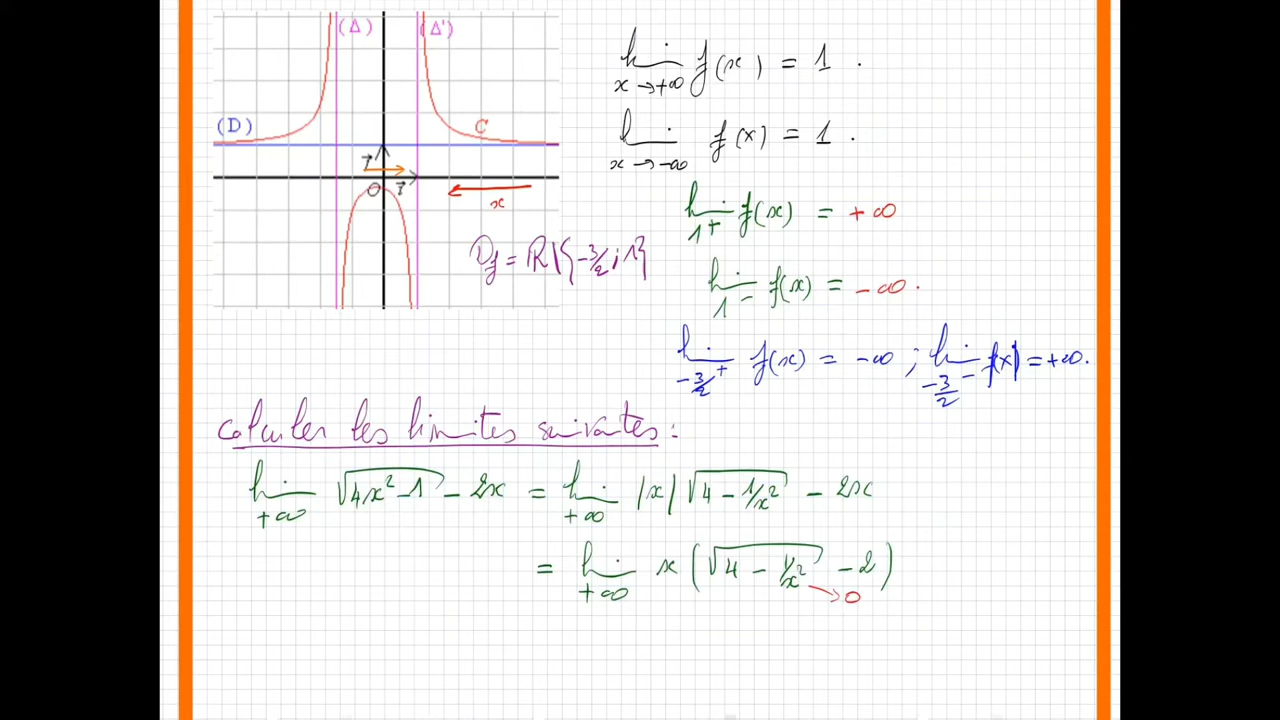 (Δ) (Δ')
(D) C
j
O i
x
lim x→+∞ f(x) = 1 .
lim x→-∞ f(x) = 1 .
lim 1+ f(x) = +∞
Df = ℝ\{-3/2 ; 1}
lim 1- f(x) = -∞ .
lim -3/2+ f(x) = -∞ ; lim -3/2- f(x) = +∞.
Calculer les limites suivantes :
lim +∞ √(4x²-1) - 2x = lim +∞ |x| √(4 - 1/x²) - 2x
= lim +∞ x (√(4 - 1/x²) - 2)
→0